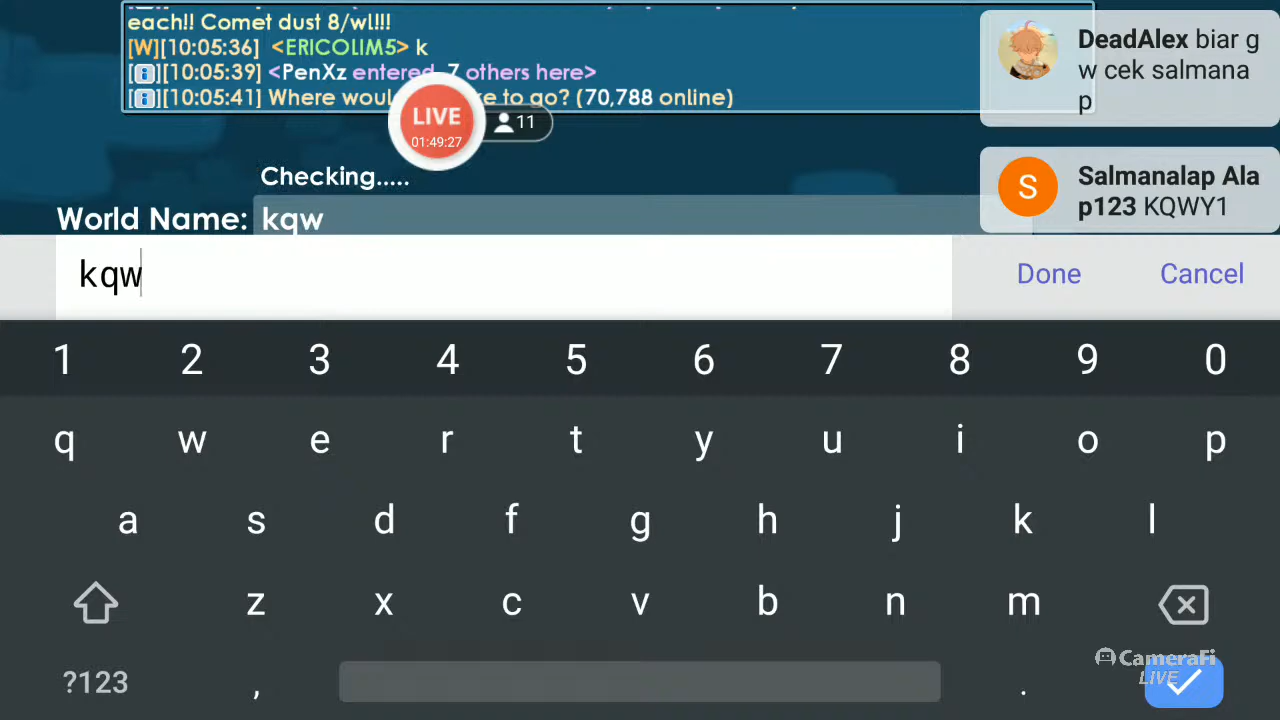 each!! Comet dust 8/wl!!!
[W][10:05:36] <ERICOLIM5> k
[10:05:39] <PenXz entered, 7 others here>
[10:05:41] Where woul ke to go? (70,788 online)
LIVE
01:49:27
11
DeadAlex biar g
w cek salmana
p
Salmanalap Ala
p123 KQWY1
Checking.....
World Name: kqw
kqw
Done Cancel
1 2 3 4 5 6 7 8 9 0
q w e r t y u i o p
a s d f g h j k l
z x c v b n m
?123 , .
CameraFi
LIVE